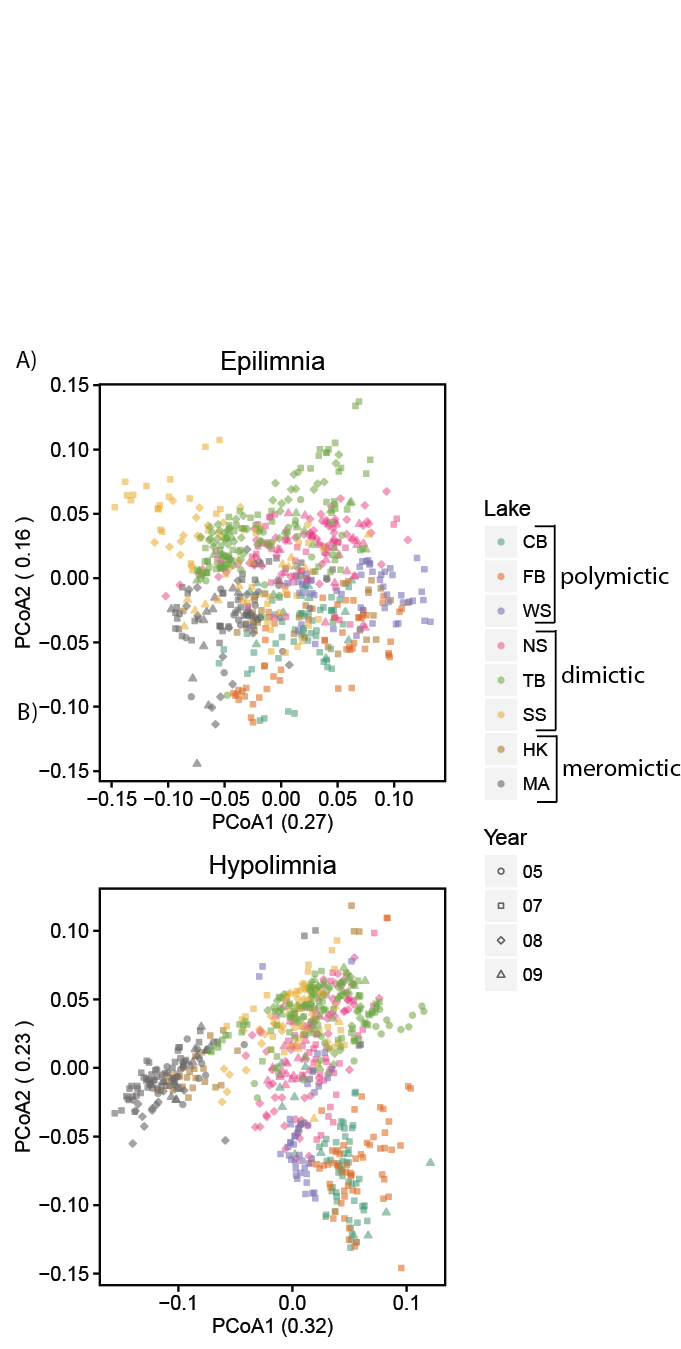 A)
Epilimnia
0.15
0.10
0.05
0.00
−0.05
−0.10
−0.15
PCoA2 ( 0.16 )
−0.15 −0.10 −0.05 0.00 0.05 0.10
PCoA1 (0.27)
B)
Hypolimnia
0.10
0.05
0.00
−0.05
−0.10
−0.15
PCoA2 ( 0.23 )
−0.1 0.0 0.1
PCoA1 (0.32)
Lake
CB
FB
WS
polymictic
NS
TB
SS
dimictic
HK
MA
meromictic
Year
05
07
08
09